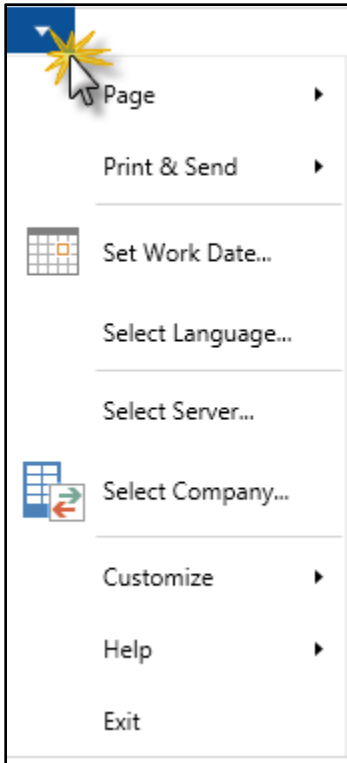 Page
Print & Send
Set Work Date...
Select Language...
Select Server...
Select Company...
Customize
Help
Exit